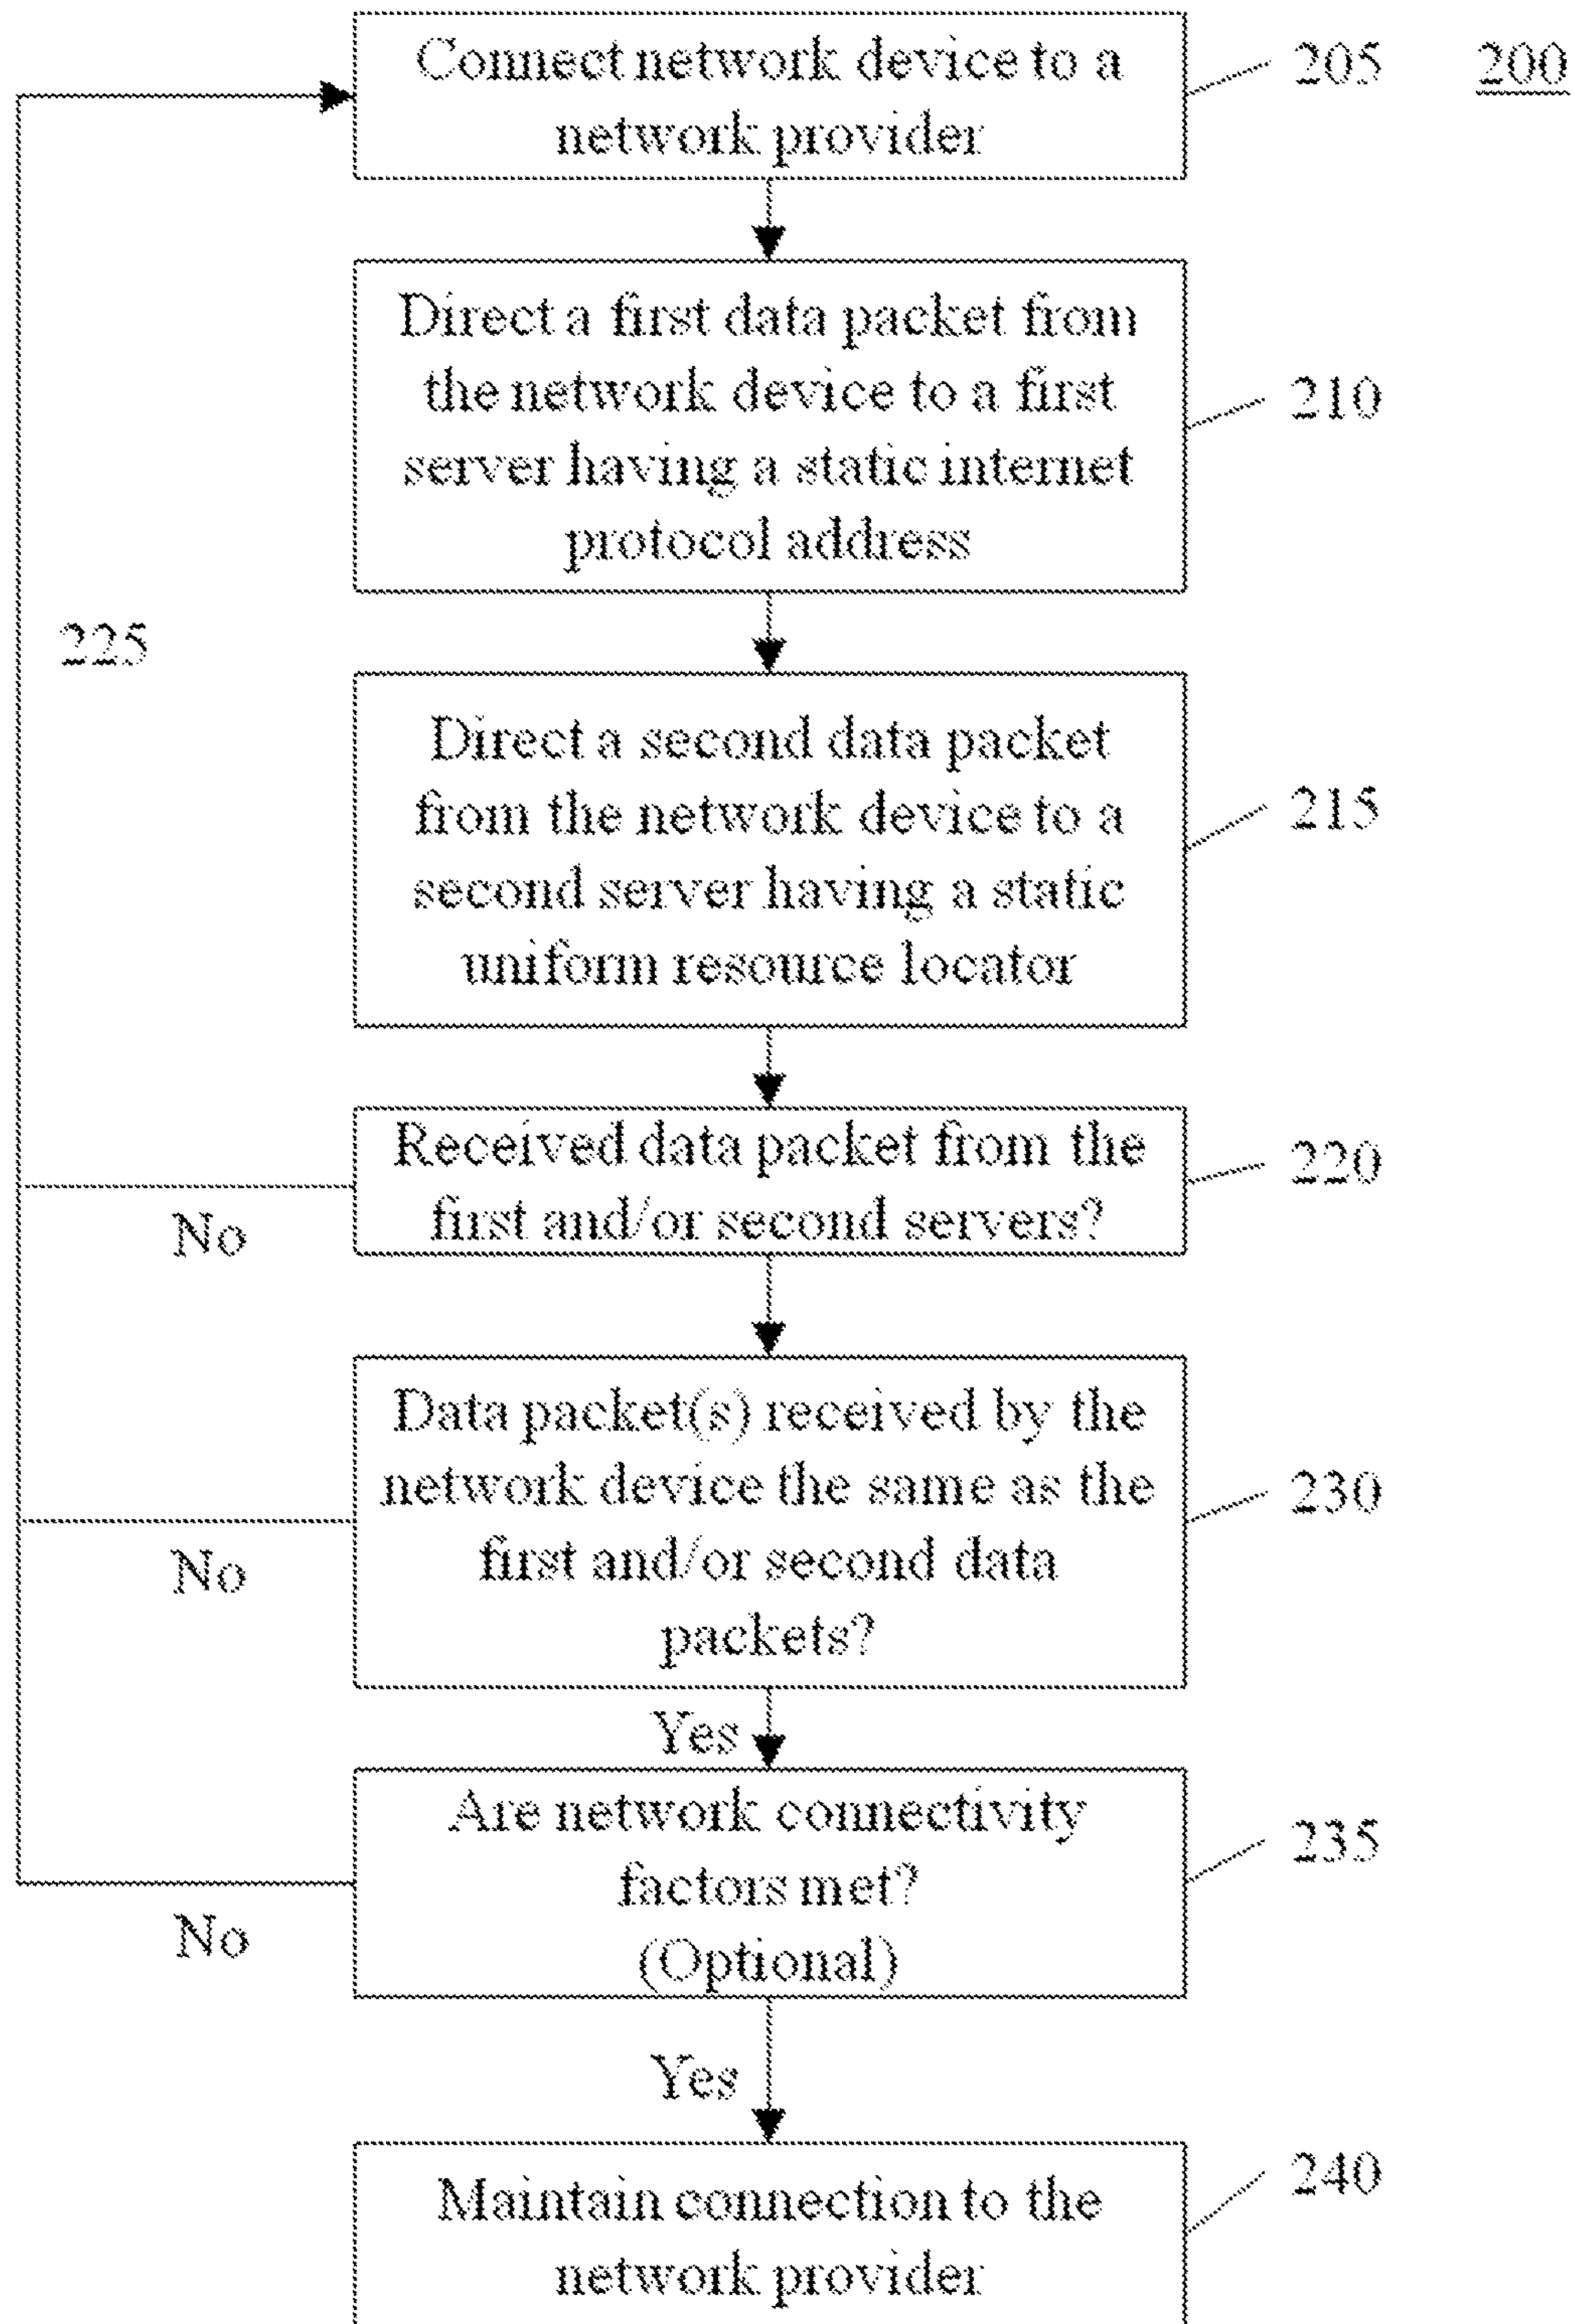 Connect network device to a
network provider
205
200
Direct a first data packet from
the network device to a first
server having a static internet
protocol address
210
225
Direct a second data packet
from the network device to a
second server having a static
uniform resource locator
215
Received data packet from the
first and/or second servers?
220
No
Data packet(s) received by the
network device the same as the
first and/or second data
packets?
230
No
Yes
Are network connectivity
factors met?
(Optional)
235
No
Yes
Maintain connection to the
network provider
240